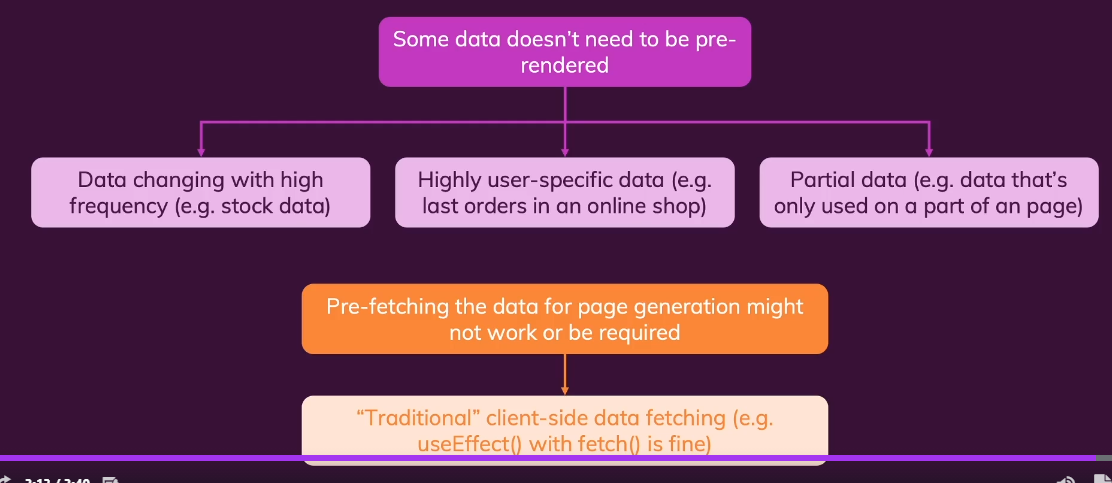 Some data doesn't need to be pre-
rendered
Data changing with high
frequency (e.g. stock data)
Highly user-specific data (e.g.
last orders in an online shop)
Partial data (e.g. data that's
only used on a part of an page)
Pre-fetching the data for page generation might
not work or be required
“Traditional” client-side data fetching (e.g.
useEffect() with fetch() is fine)